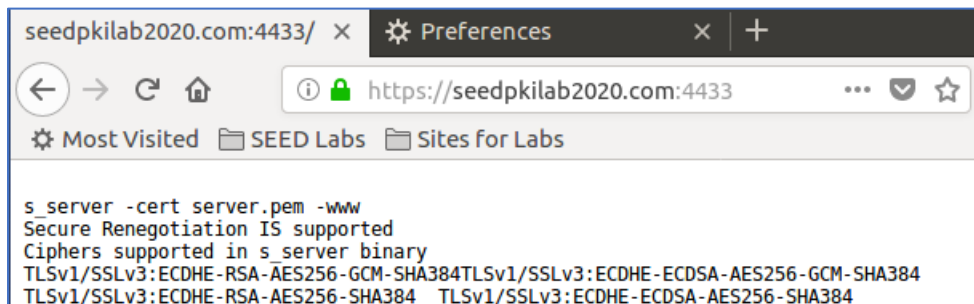 seedpkilab2020.com:4433/ × Preferences × +
https://seedpkilab2020.com:4433 ...
Most Visited SEED Labs Sites for Labs
s_server -cert server.pem -www
Secure Renegotiation IS supported
Ciphers supported in s_server binary
TLSv1/SSLv3:ECDHE-RSA-AES256-GCM-SHA384TLSv1/SSLv3:ECDHE-ECDSA-AES256-GCM-SHA384
TLSv1/SSLv3:ECDHE-RSA-AES256-SHA384 TLSv1/SSLv3:ECDHE-ECDSA-AES256-SHA384